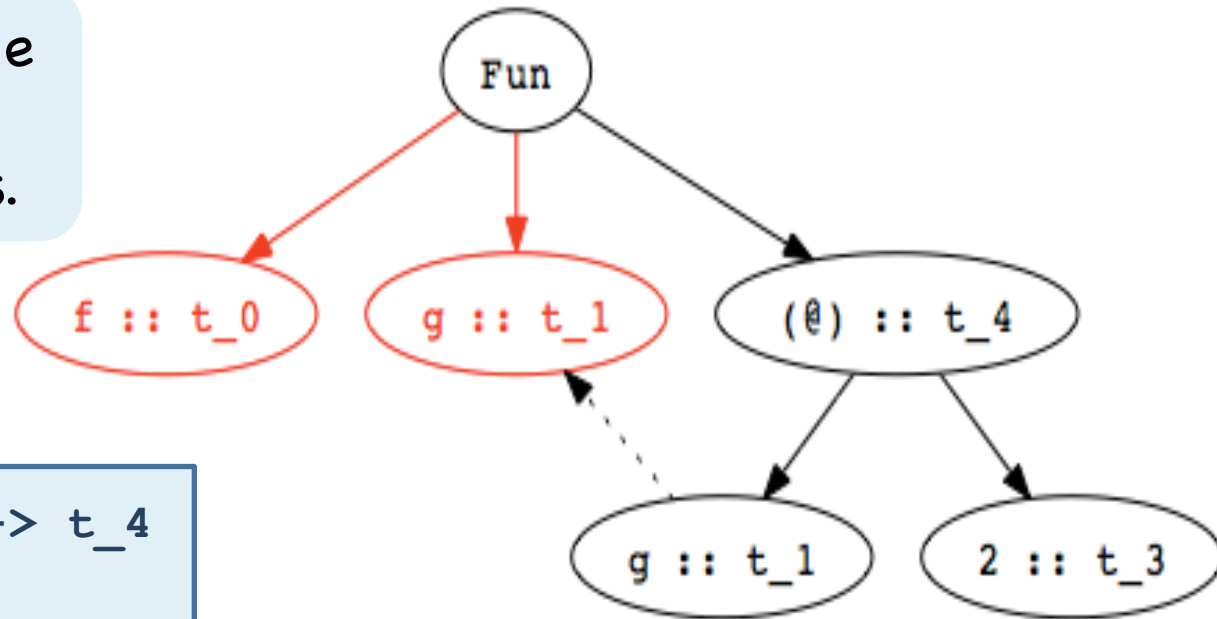 e
s.
Fun
f :: t_0
g :: t_1
(@) :: t_4
-> t_4
g :: t_1
2 :: t_3